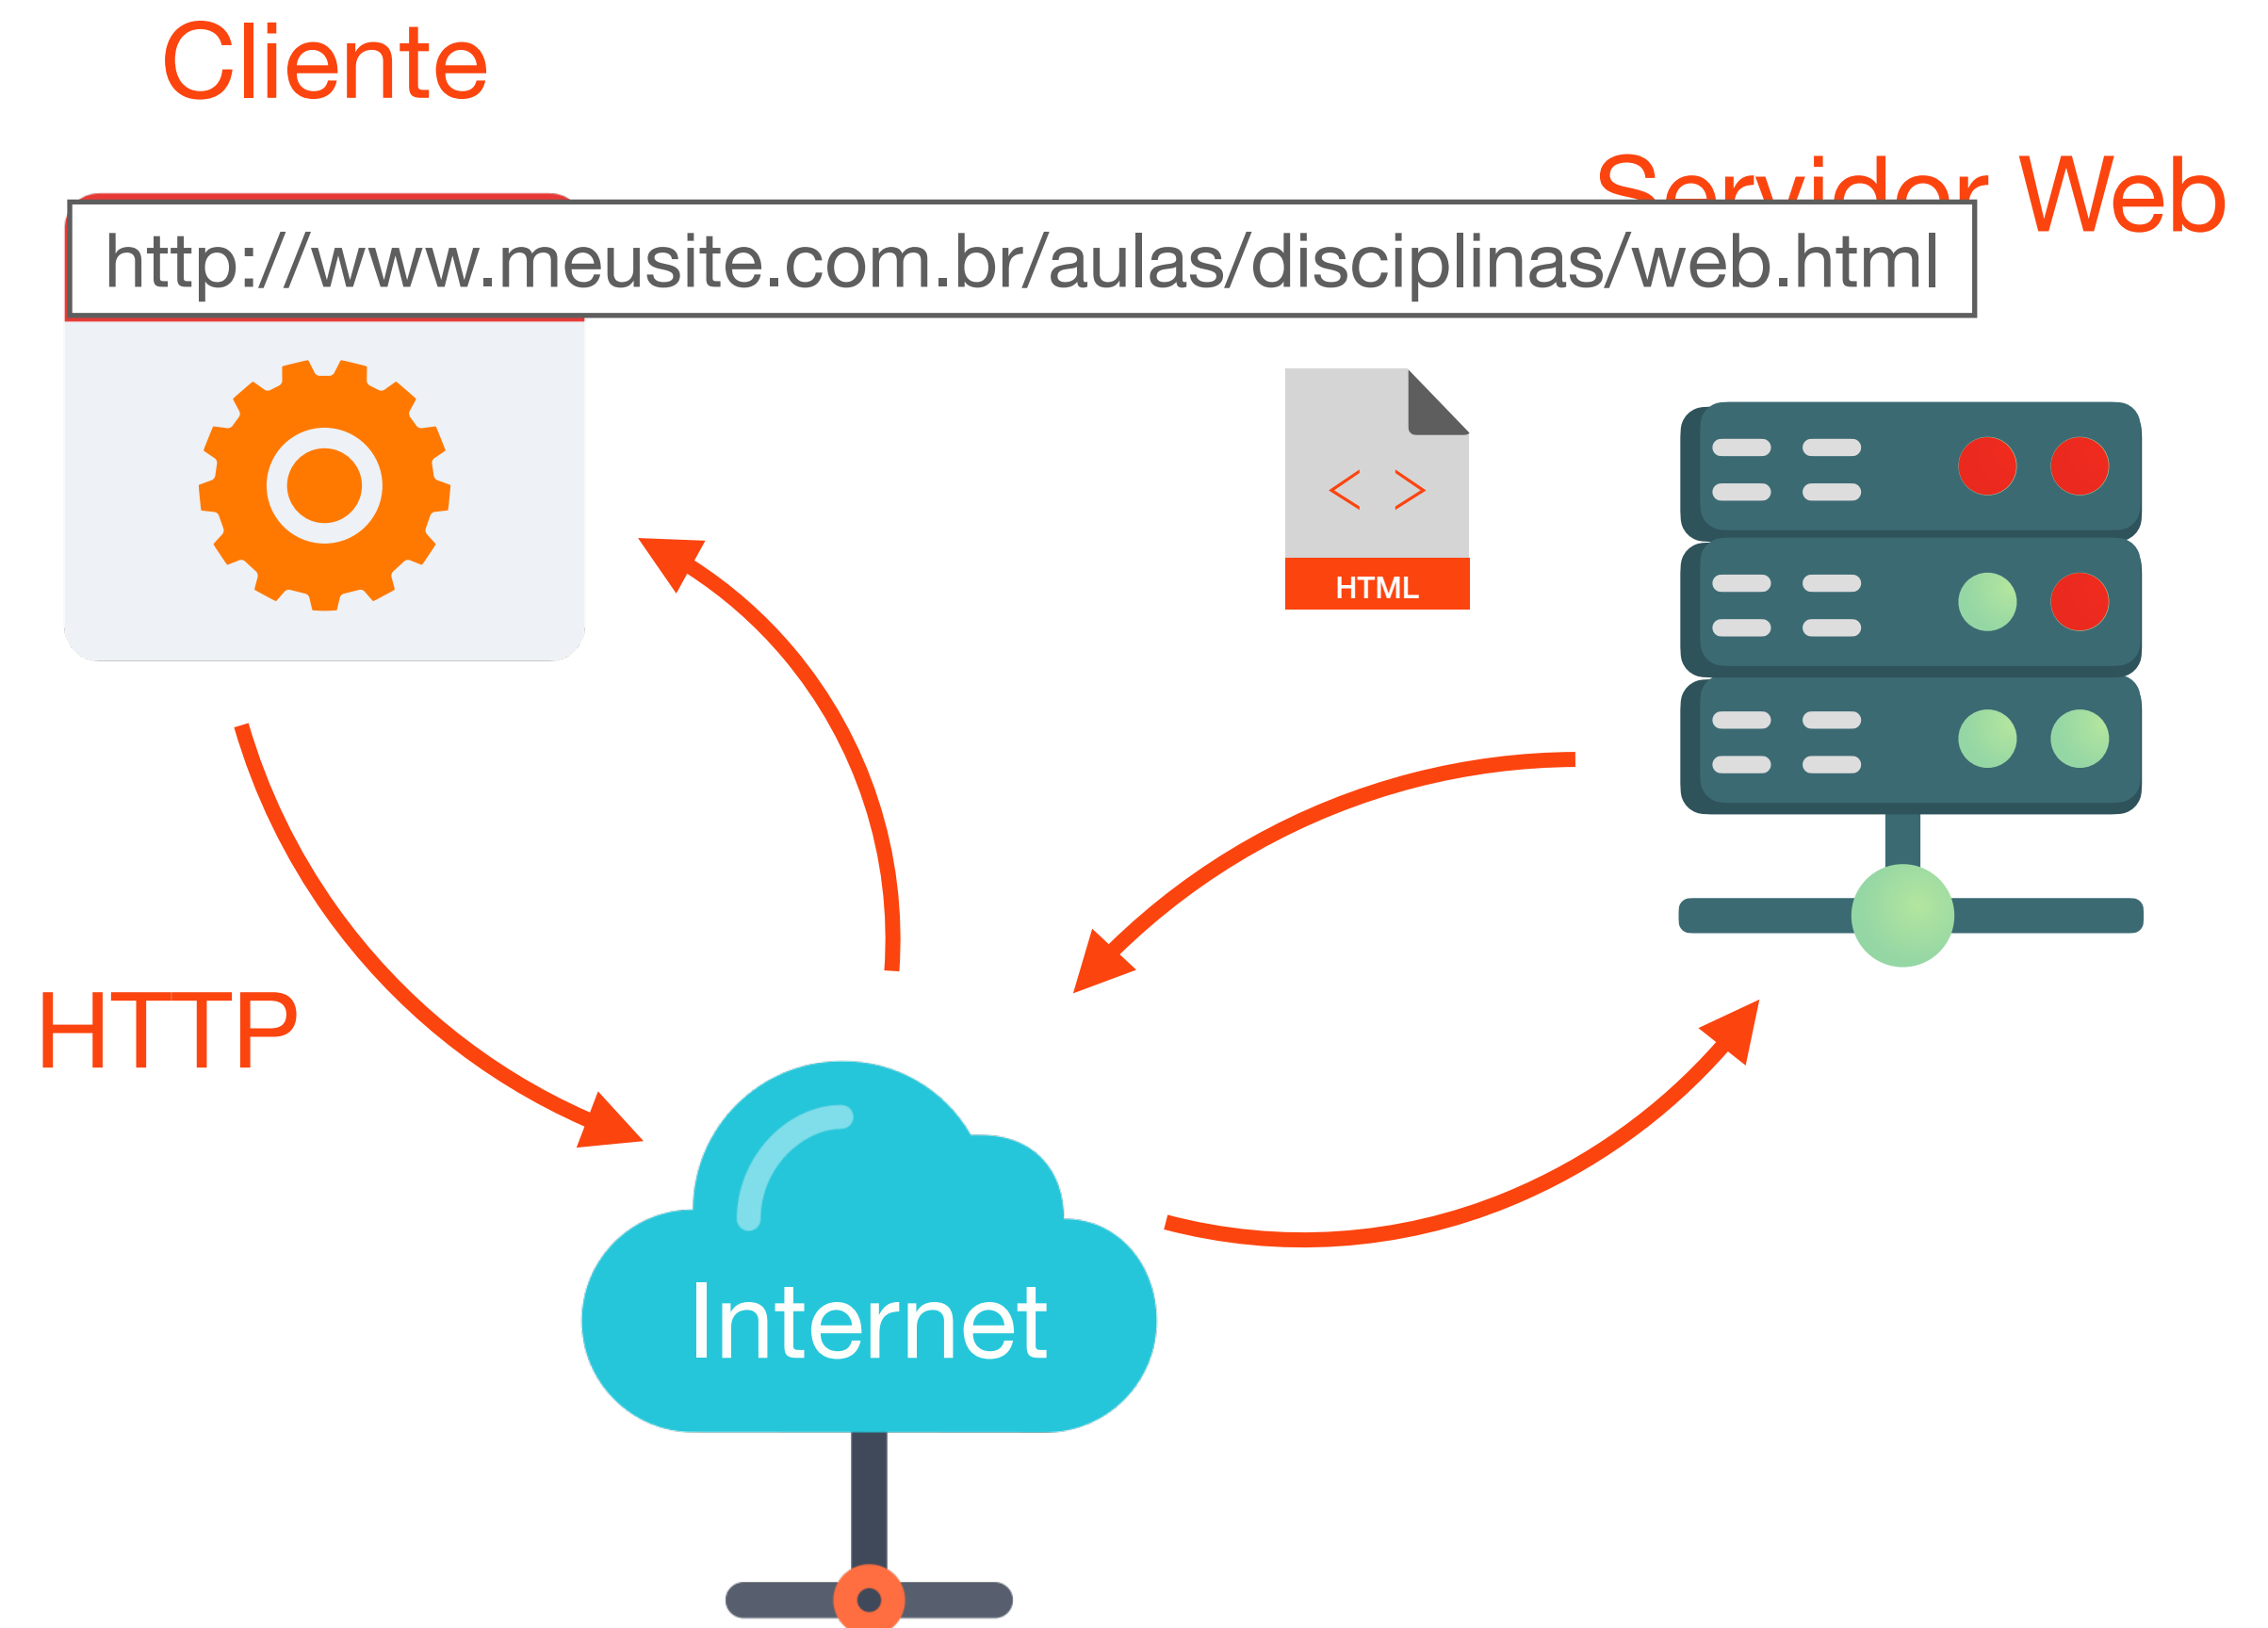 Cliente
Servidor Web
http://www.meusite.com.br/aulas/disciplinas/web.html
< >
HTML
HTTP
Internet